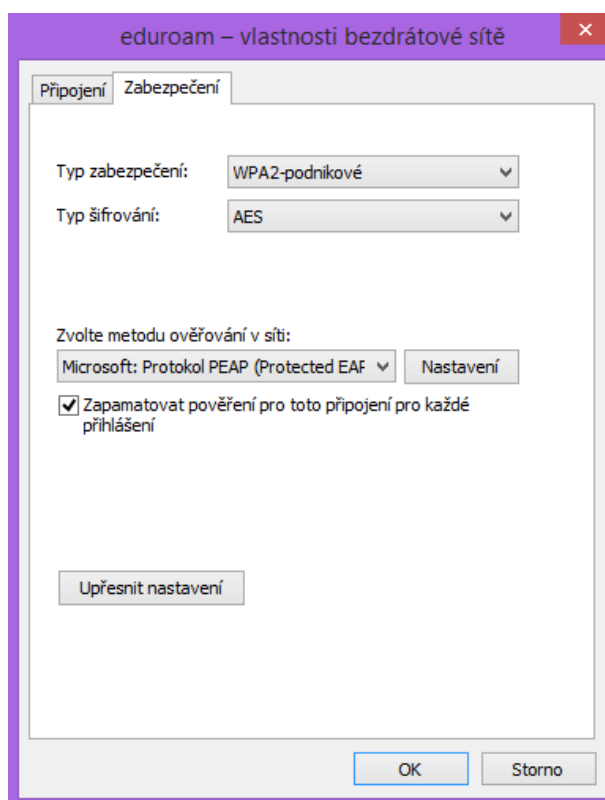 eduroam – vlastnosti bezdrátové sítě
Připojení Zabezpečení
Typ zabezpečení: WPA2-podnikové
Typ šifrování: AES
Zvolte metodu ověřování v síti:
Microsoft: Protokol PEAP (Protected EAP Nastavení
Zapamatovat pověření pro toto připojení pro každé
přihlášení
Upřesnit nastavení
OK Storno